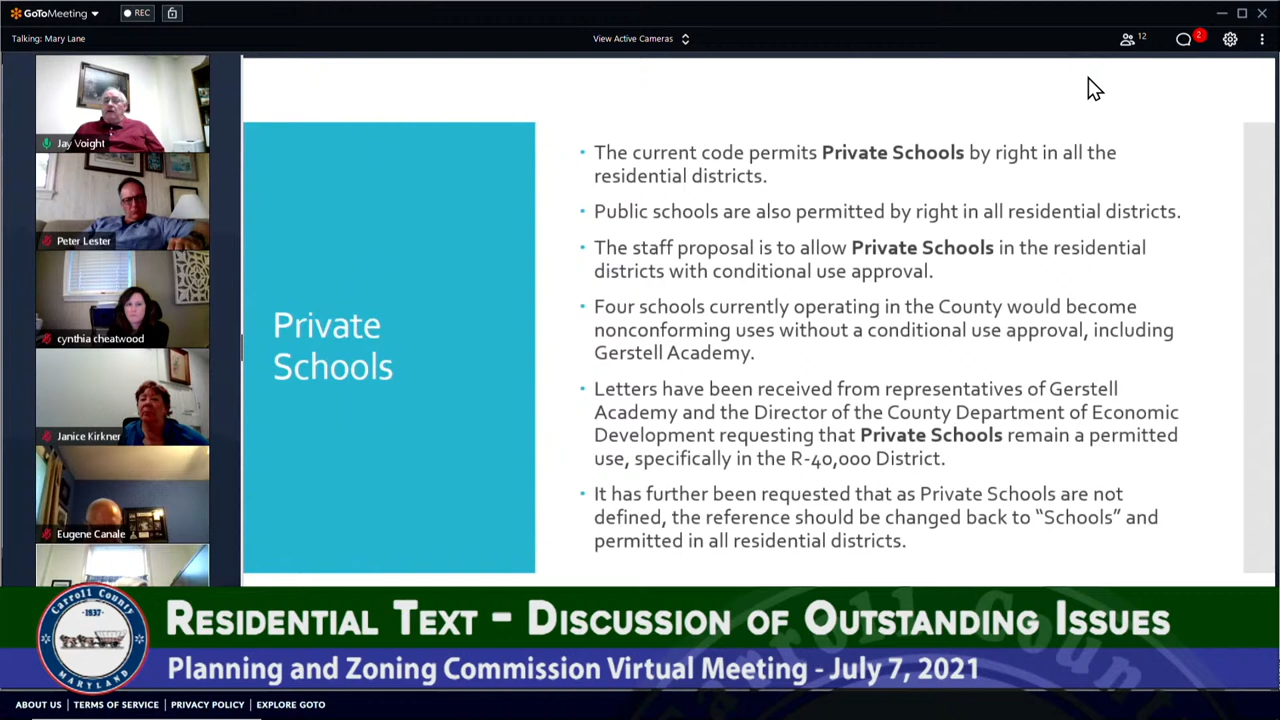 GoToMeeting
REC
Talking: Mary Lane
View Active Cameras
12
2
Jay Voight
Peter Lester
cynthia cheatwood
Janice Kirkner
Eugene Canale
Private
Schools
• The current code permits Private Schools by right in all the
residential districts.
• Public schools are also permitted by right in all residential districts.
• The staff proposal is to allow Private Schools in the residential
districts with conditional use approval.
• Four schools currently operating in the County would become
nonconforming uses without a conditional use approval, including
Gerstell Academy.
• Letters have been received from representatives of Gerstell
Academy and the Director of the County Department of Economic
Development requesting that Private Schools remain a permitted
use, specifically in the R-40,000 District.
• It has further been requested that as Private Schools are not
defined, the reference should be changed back to “Schools” and
permitted in all residential districts.
Carroll County
1837
MARYLAND
Residential Text - Discussion of Outstanding Issues
Planning and Zoning Commission Virtual Meeting - July 7, 2021
ABOUT US | TERMS OF SERVICE | PRIVACY POLICY | EXPLORE GOTO